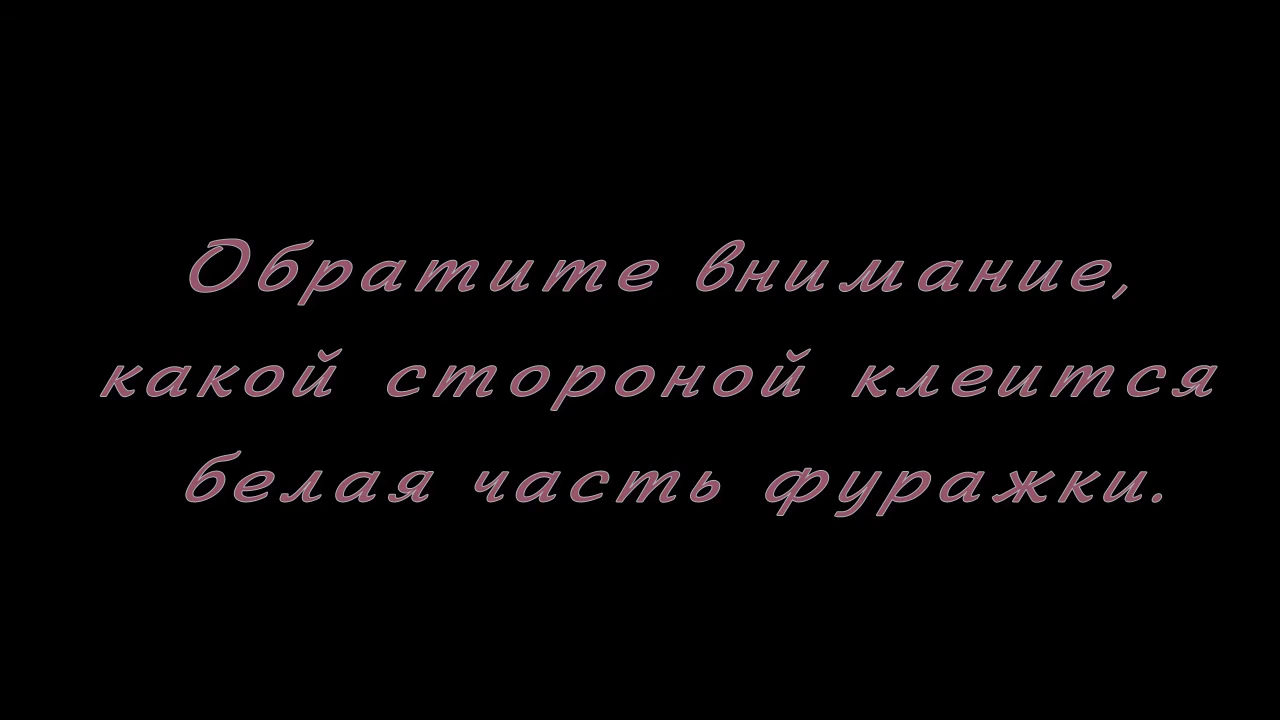 Обратите внимание,
какой стороной клеится
белая часть фуражки.